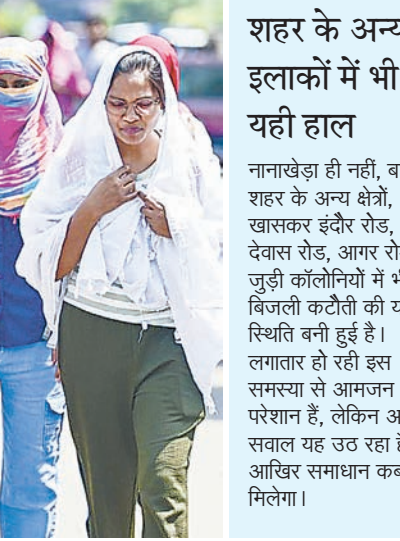 शहर के अन्य
इलाकों में भी
यही हाल
नानाखेड़ा ही नहीं,
शहर के अन्य क्षेत्रों,
खासकर इंदौर रोड,
देवास रोड, आगर
जुड़ी कॉलोनियों में
बिजली कटौती की
स्थिति बनी हुई है।
लगातार हो रही इस
समस्या से आमजन
परेशान हैं, लेकिन
सवाल यह उठ रहा
आखिर समाधान कब
मिलेगा।